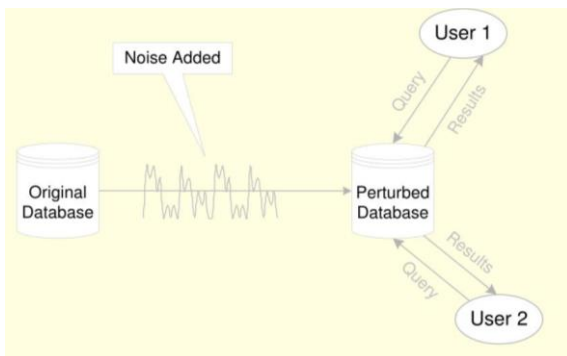 User 1
Noise Added
Query
Results
Original
Database
Perturbed
Database
Results
Query
User 2